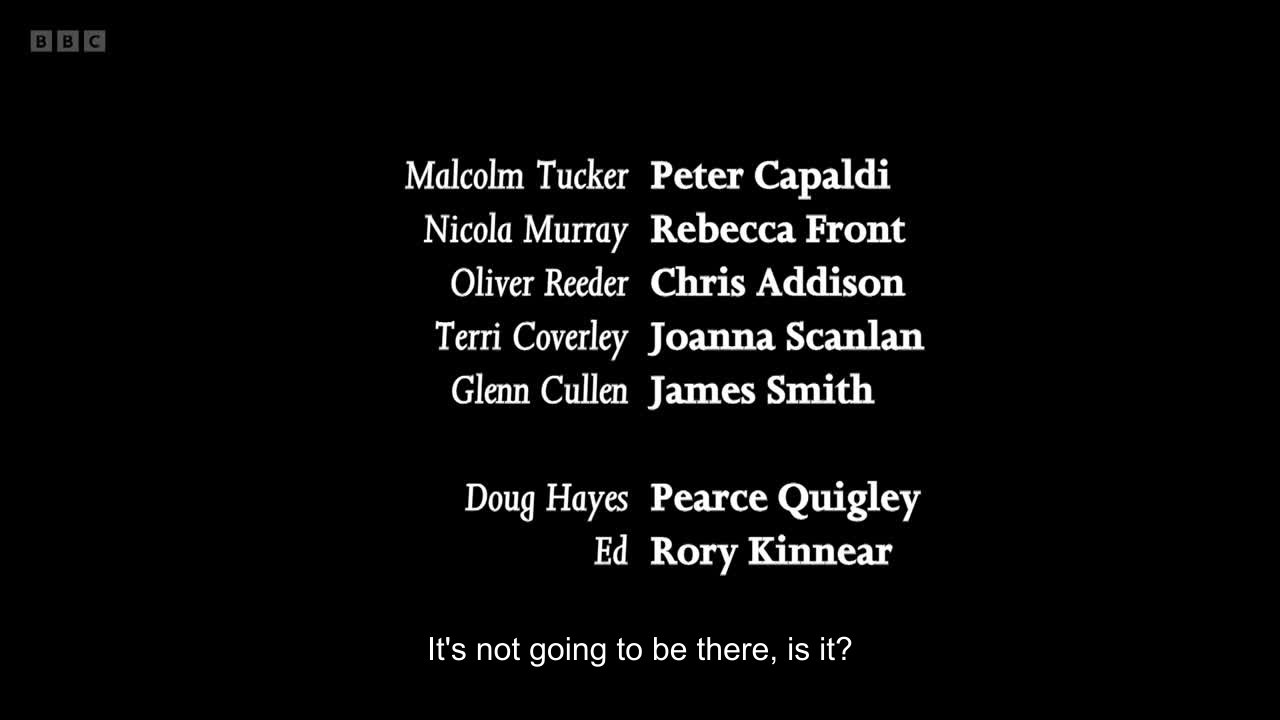 BBC
Malcolm Tucker Peter Capaldi
Nicola Murray Rebecca Front
Oliver Reeder Chris Addison
Terri Coverley Joanna Scanlan
Glenn Cullen James Smith
Doug Hayes Pearce Quigley
Ed Rory Kinnear
It's not going to be there, is it?